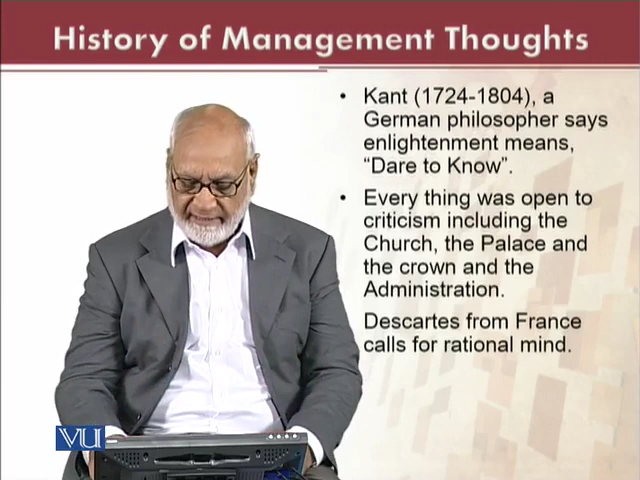 History of Management Thoughts
• Kant (1724-1804), a
German philosopher says
enlightenment means,
“Dare to Know”.
• Every thing was open to
criticism including the
Church, the Palace and
the crown and the
Administration.
Descartes from France
calls for rational mind.
VU